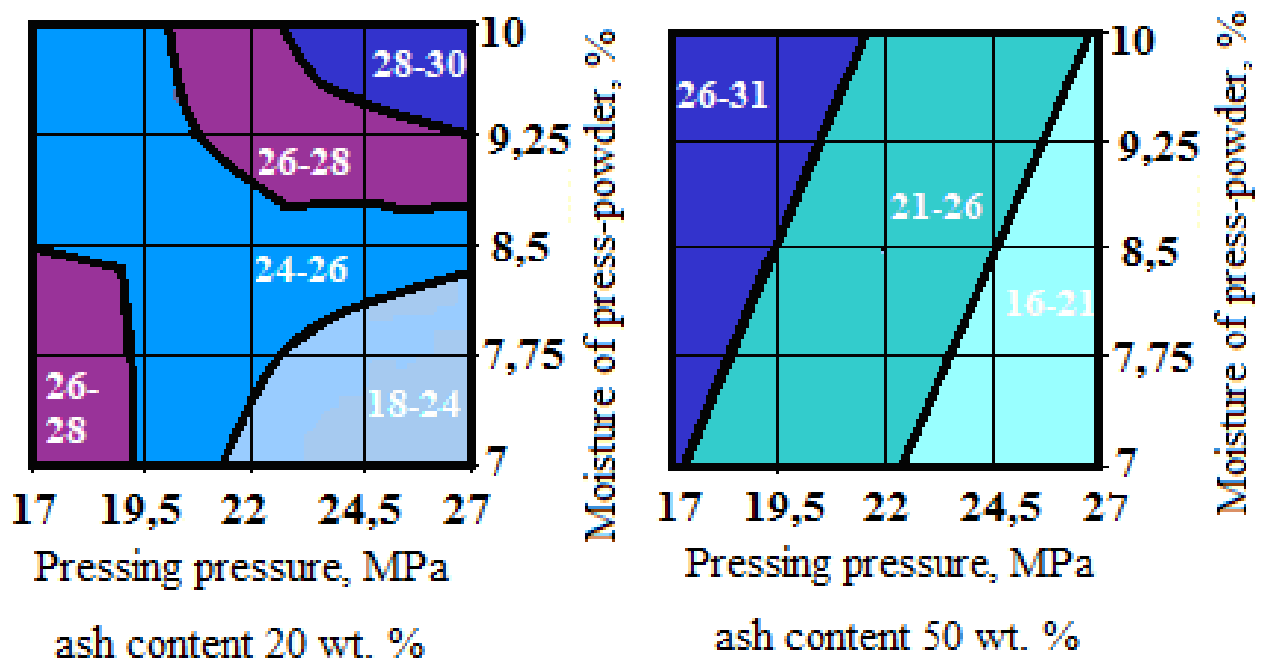 28-30
26-28
24-26
26-
28
18-24
10
9,25
8,5
7,75
7
Moisture of press-powder, %
17 19,5 22 24,5 27
Pressing pressure, MPa
ash content 20 wt. %
26-31
21-26
16-21
10
9,25
8,5
7,75
7
Moisture of press-powder, %
17 19,5 22 24,5 27
Pressing pressure, MPa
ash content 50 wt. %